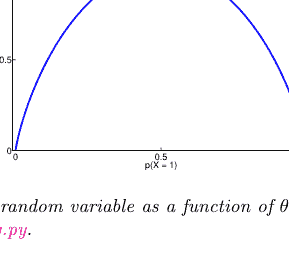 0.5
0
0
0.5
p(X = 1)
random variable as a function of θ
.py.